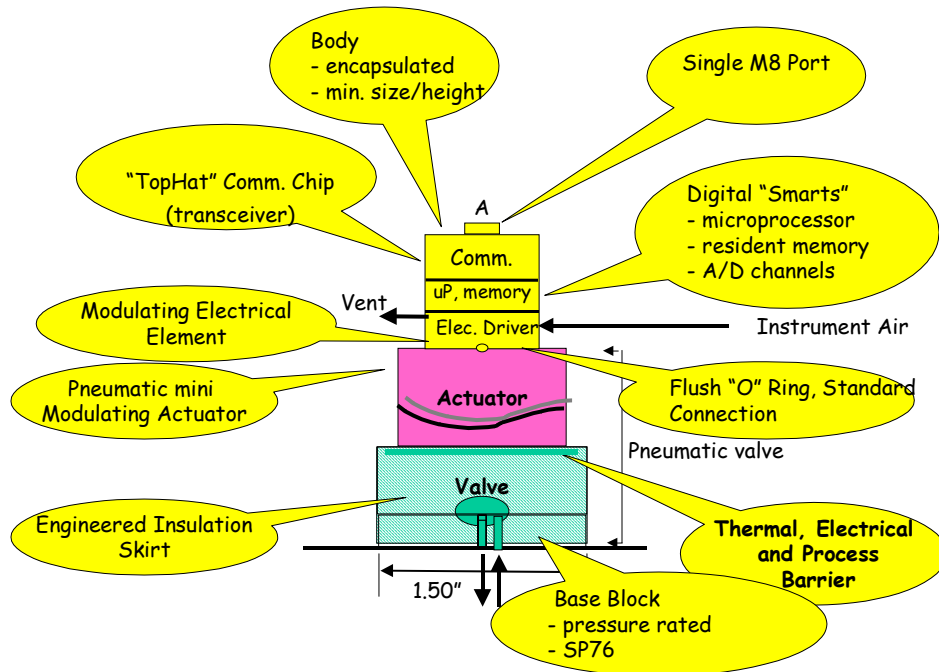 Body
- encapsulated
- min. size/height
Single M8 Port
"TopHat" Comm. Chip
(transceiver)
A
Digital "Smarts"
- microprocessor
- resident memory
- A/D channels
Comm.
uP, memory
Vent
Elec. Driver
Instrument Air
Modulating Electrical
Element
Pneumatic mini
Modulating Actuator
Actuator
Flush "O" Ring, Standard
Connection
Pneumatic valve
Valve
Engineered Insulation
Skirt
Thermal, Electrical
and Process
Barrier
1.50"
Base Block
- pressure rated
- SP76